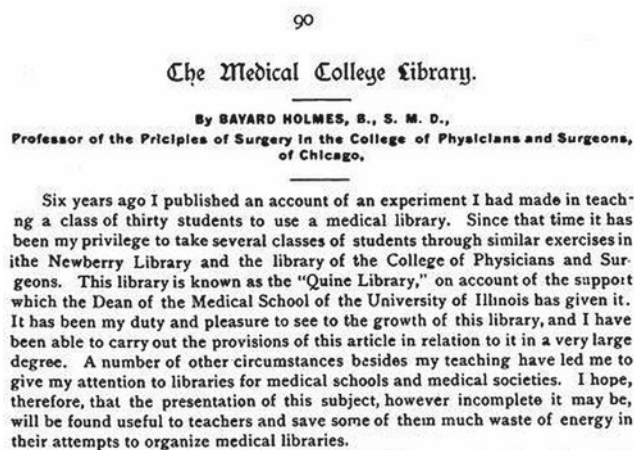 90
The Medical College Library.
By BAYARD HOLMES, B., S. M. D.,
Professor of the Priciples of Surgery in the College of Physicians and Surgeons,
of Chicago,
Six years ago I published an account of an experiment I had made in teach-
ng a class of thirty students to use a medical library. Since that time it has
been my privilege to take several classes of students through similar exercises in
ithe Newberry Library and the library of the College of Physicians and Sur-
geons. This library is known as the "Quine Library," on account of the support
which the Dean of the Medical School of the University of Illinois has given it.
It has been my duty and pleasure to see to the growth of this library, and I have
been able to carry out the provisions of this article in relation to it in a very large
degree. A number of other circumstances besides my teaching have led me to
give my attention to libraries for medical schools and medical societies. I hope,
therefore, that the presentation of this subject, however incomplete it may be,
will be found useful to teachers and save some of them much waste of energy in
their attempts to organize medical libraries.